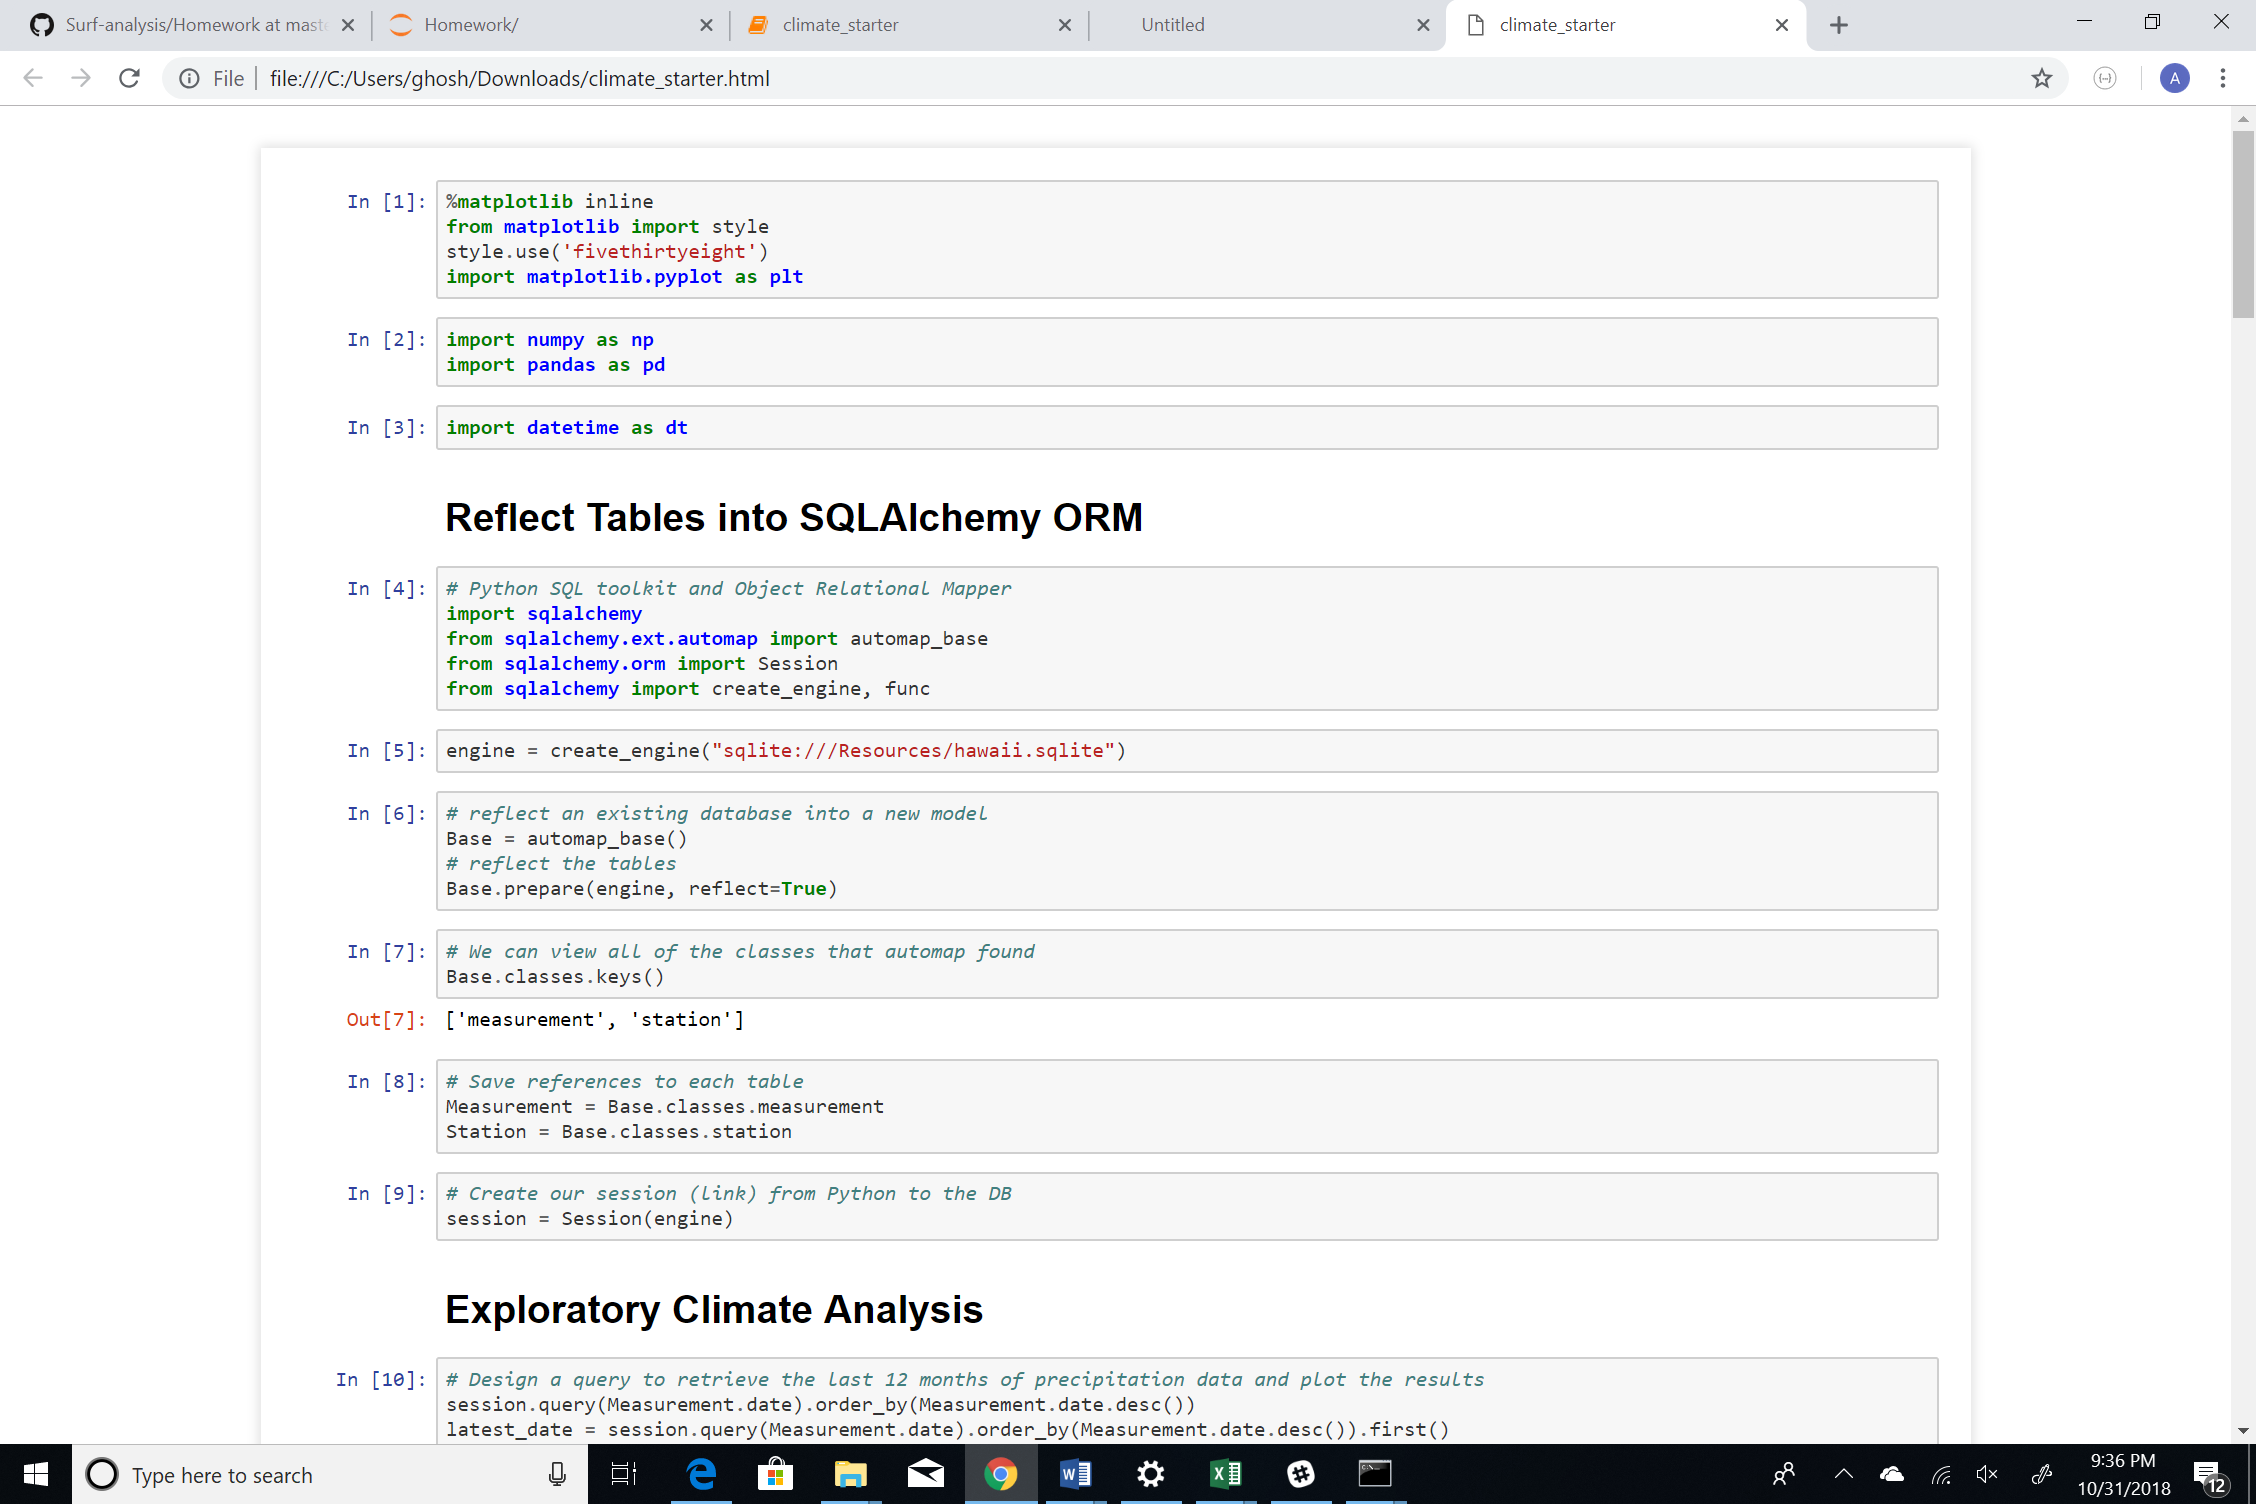 Surf-analysis/Homework at mast
Homework/
climate_starter
Untitled
climate_starter
File
file:///C:/Users/ghosh/Downloads/climate_starter.html
A
In [1]:
%matplotlib inline
from matplotlib import style
style.use('fivethirtyeight')
import matplotlib.pyplot as plt
In [2]:
import numpy as np
import pandas as pd
In [3]:
import datetime as dt
Reflect Tables into SQLAlchemy ORM
In [4]:
# Python SQL toolkit and Object Relational Mapper
import sqlalchemy
from sqlalchemy.ext.automap import automap_base
from sqlalchemy.orm import Session
from sqlalchemy import create_engine, func
In [5]:
engine = create_engine("sqlite:///Resources/hawaii.sqlite")
In [6]:
# reflect an existing database into a new model
Base = automap_base()
# reflect the tables
Base.prepare(engine, reflect=True)
In [7]:
# We can view all of the classes that automap found
Base.classes.keys()
Out[7]:
['measurement', 'station']
In [8]:
# Save references to each table
Measurement = Base.classes.measurement
Station = Base.classes.station
In [9]:
# Create our session (link) from Python to the DB
session = Session(engine)
Exploratory Climate Analysis
In [10]:
# Design a query to retrieve the last 12 months of precipitation data and plot the results
session.query(Measurement.date).order_by(Measurement.date.desc())
latest_date = session.query(Measurement.date).order_by(Measurement.date.desc()).first()
Type here to search
9:36 PM
10/31/2018
12